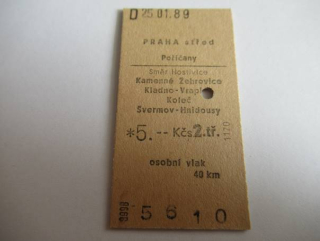 D 25.01.89
PRAHA střed
Pečičany
Směr Hostivice
Kamenné Žehrovice
Kladno-Vrapice
Koleč
Švermov-Hnidousy
*5.-- Kčs 2.tř.
osobní vlak
40 km
5610